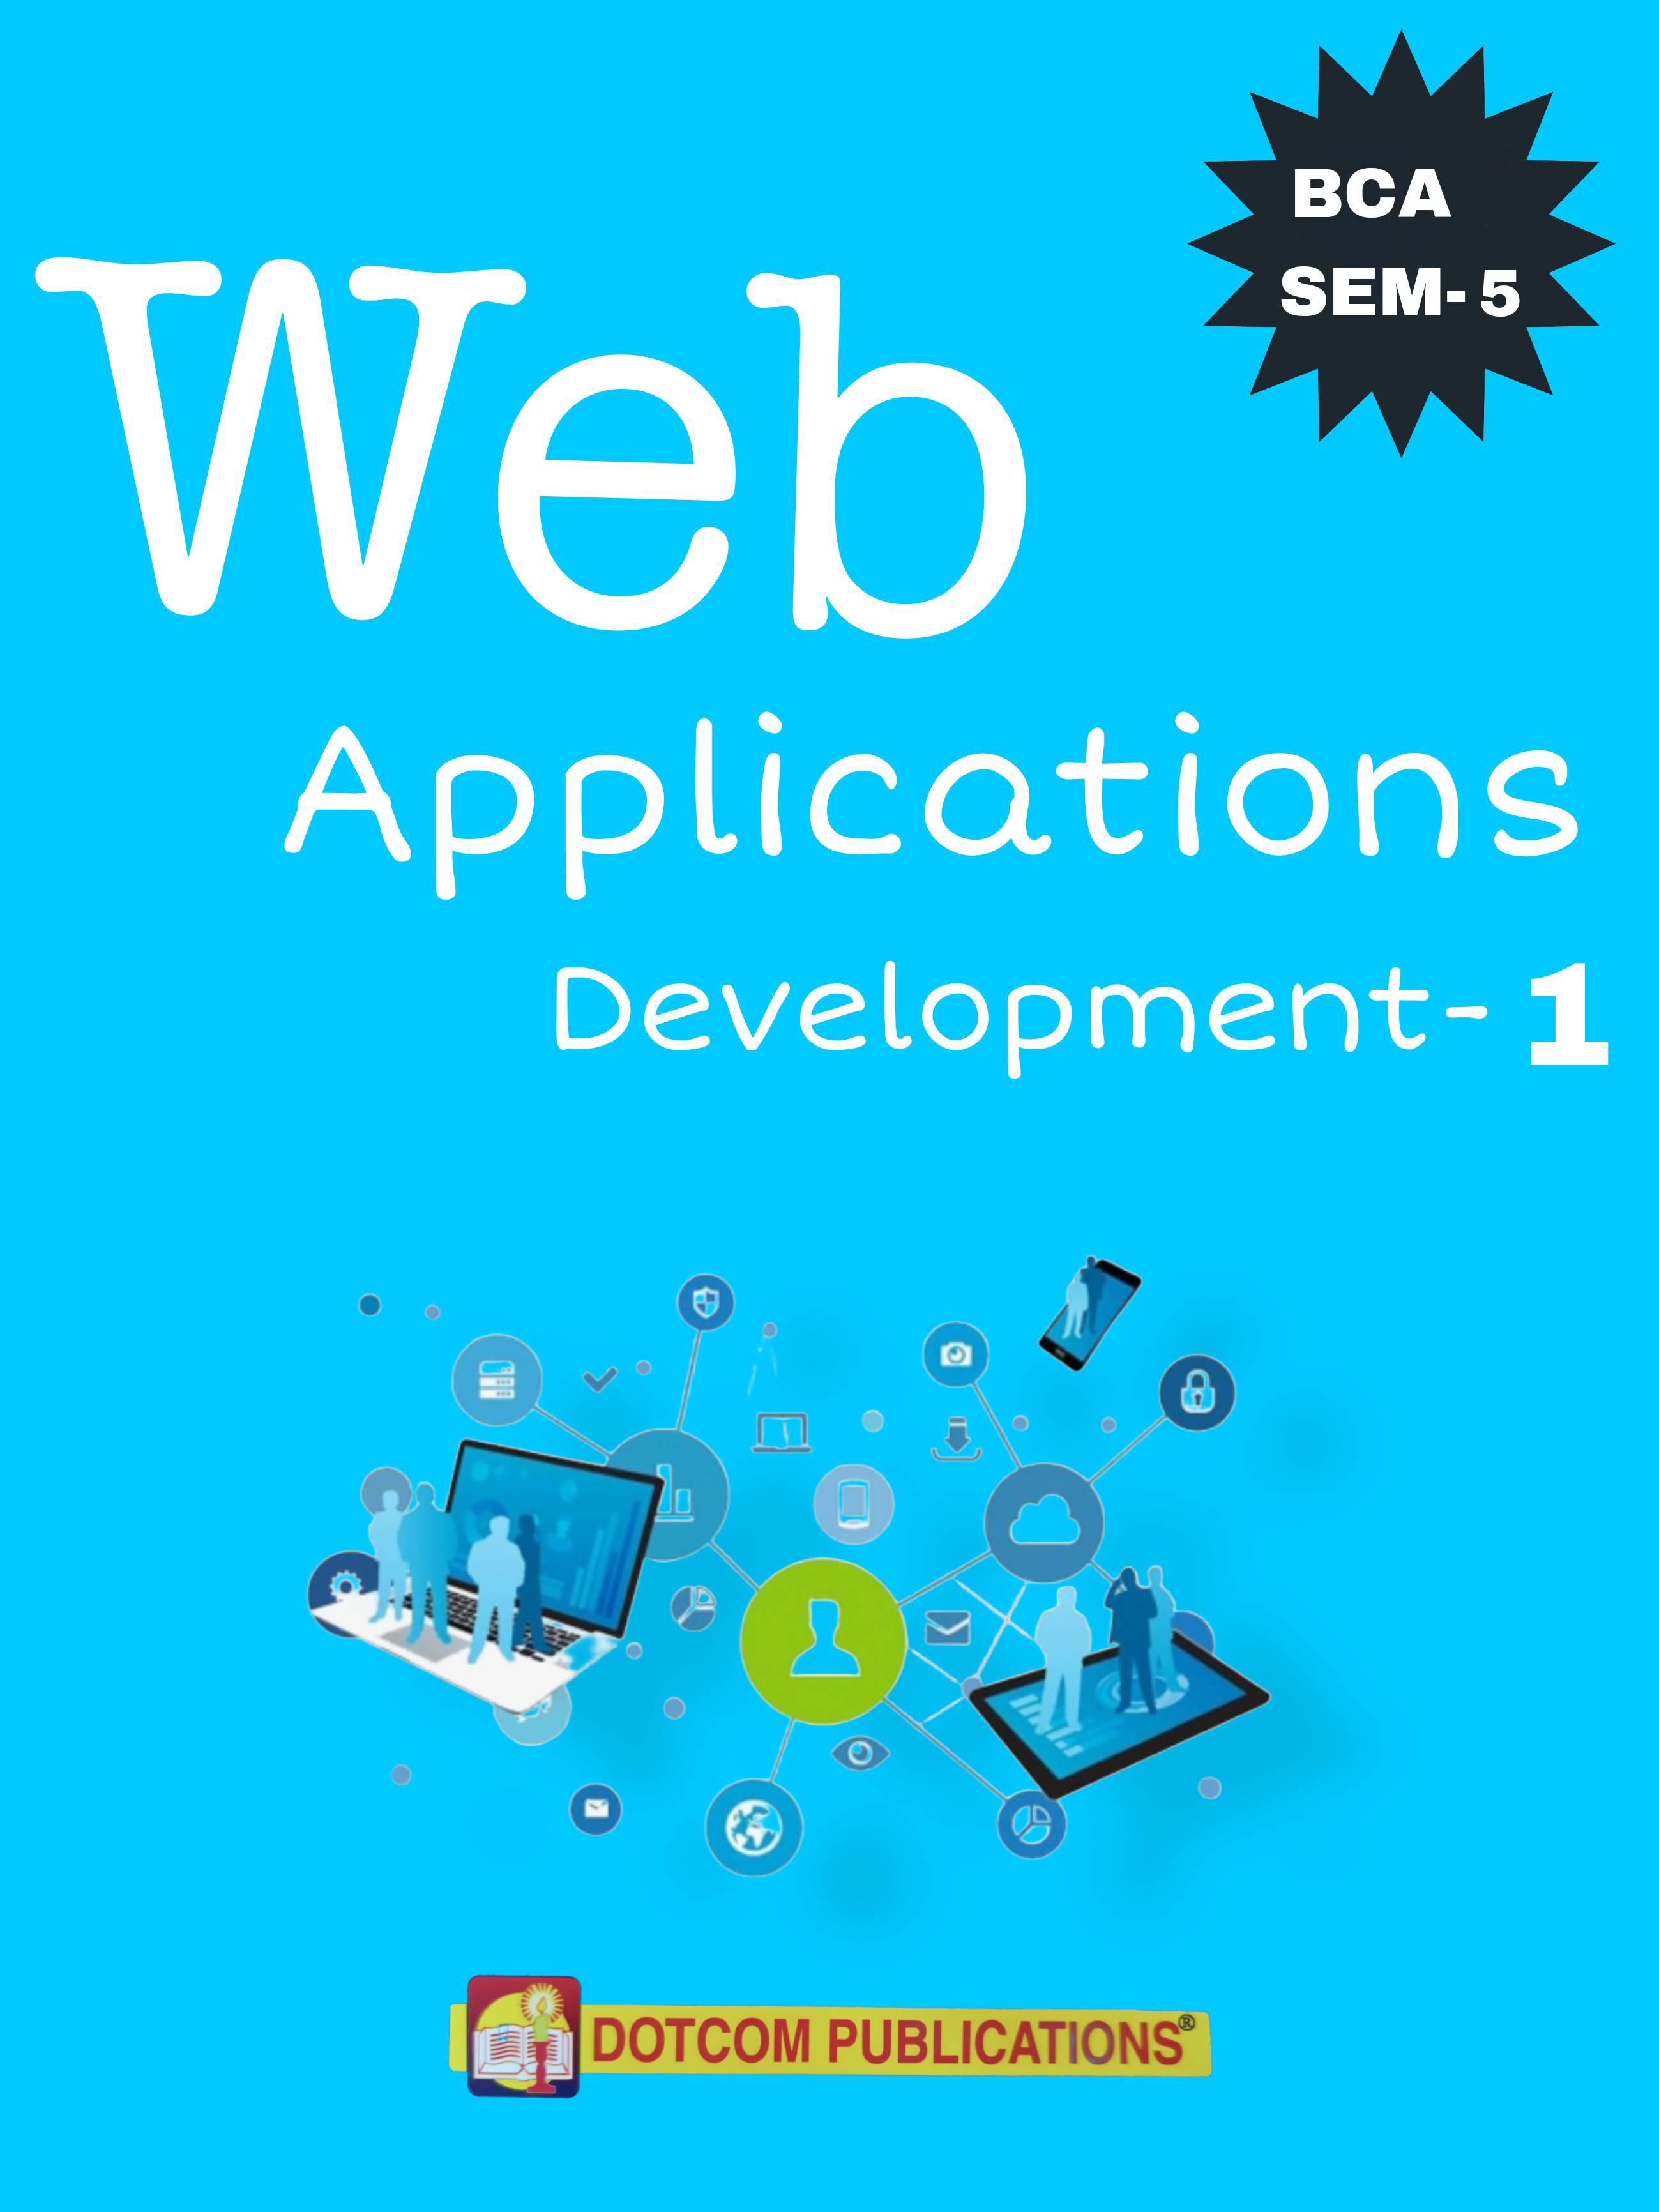 BCA
SEM-5
Web
Applications
Development-1
DOTCOM PUBLICATIONS®